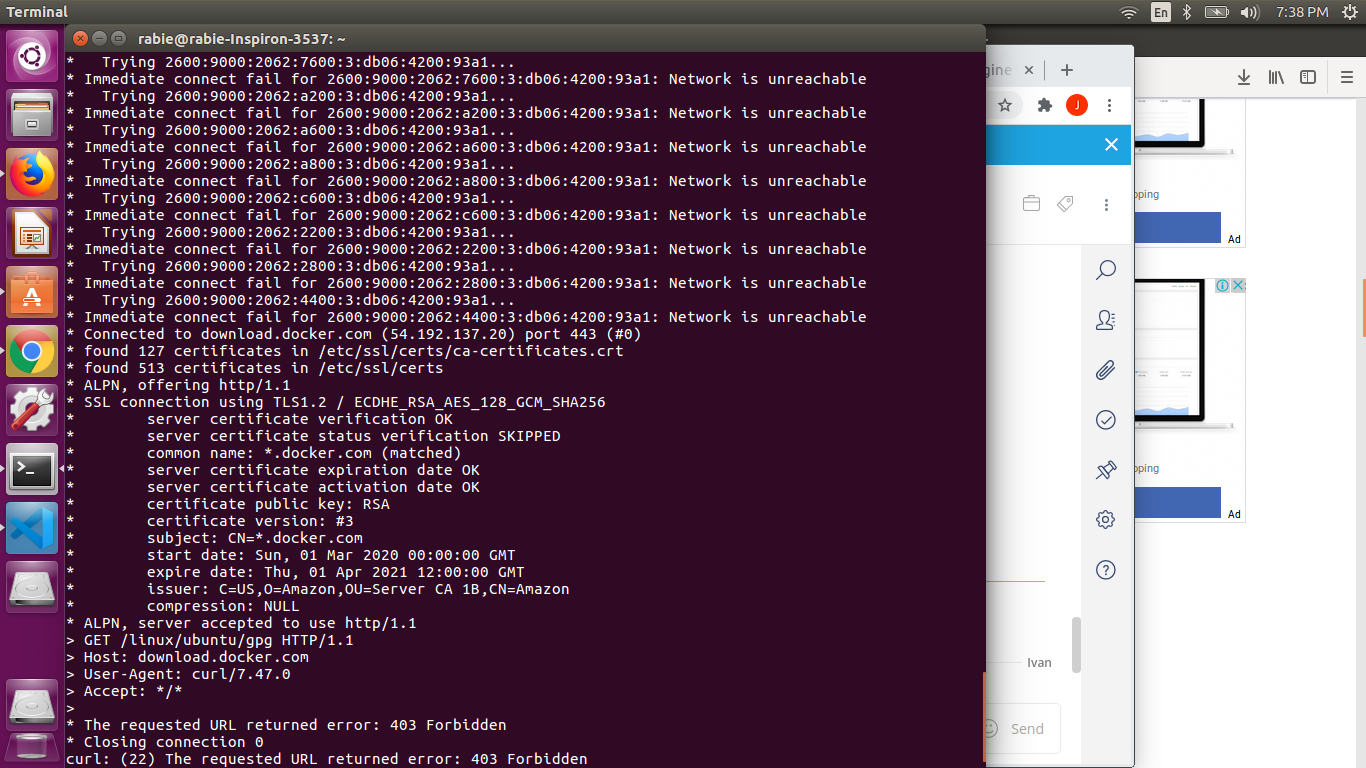 Terminal
En
7:38 PM
rabie@rabie-Inspiron-3537: ~
*   Trying 2600:9000:2062:7600:3:db06:4200:93a1...
* Immediate connect fail for 2600:9000:2062:7600:3:db06:4200:93a1: Network is unreachable
*   Trying 2600:9000:2062:a200:3:db06:4200:93a1...
* Immediate connect fail for 2600:9000:2062:a200:3:db06:4200:93a1: Network is unreachable
*   Trying 2600:9000:2062:a600:3:db06:4200:93a1...
* Immediate connect fail for 2600:9000:2062:a600:3:db06:4200:93a1: Network is unreachable
*   Trying 2600:9000:2062:a800:3:db06:4200:93a1...
* Immediate connect fail for 2600:9000:2062:a800:3:db06:4200:93a1: Network is unreachable
*   Trying 2600:9000:2062:c600:3:db06:4200:93a1...
* Immediate connect fail for 2600:9000:2062:c600:3:db06:4200:93a1: Network is unreachable
*   Trying 2600:9000:2062:2200:3:db06:4200:93a1...
* Immediate connect fail for 2600:9000:2062:2200:3:db06:4200:93a1: Network is unreachable
*   Trying 2600:9000:2062:2800:3:db06:4200:93a1...
* Immediate connect fail for 2600:9000:2062:2800:3:db06:4200:93a1: Network is unreachable
*   Trying 2600:9000:2062:4400:3:db06:4200:93a1...
* Immediate connect fail for 2600:9000:2062:4400:3:db06:4200:93a1: Network is unreachable
* Connected to download.docker.com (54.192.137.20) port 443 (#0)
* found 127 certificates in /etc/ssl/certs/ca-certificates.crt
* found 513 certificates in /etc/ssl/certs
* ALPN, offering http/1.1
* SSL connection using TLS1.2 / ECDHE_RSA_AES_128_GCM_SHA256
*        server certificate verification OK
*        server certificate status verification SKIPPED
*        common name: *.docker.com (matched)
*        server certificate expiration date OK
*        server certificate activation date OK
*        certificate public key: RSA
*        certificate version: #3
*        subject: CN=*.docker.com
*        start date: Sun, 01 Mar 2020 00:00:00 GMT
*        expire date: Thu, 01 Apr 2021 12:00:00 GMT
*        issuer: C=US,O=Amazon,OU=Server CA 1B,CN=Amazon
*        compression: NULL
* ALPN, server accepted to use http/1.1
> GET /linux/ubuntu/gpg HTTP/1.1
> Host: download.docker.com
> User-Agent: curl/7.47.0
> Accept: */*
>
* The requested URL returned error: 403 Forbidden
* Closing connection 0
curl: (22) The requested URL returned error: 403 Forbidden
gine
J
Ivan
Send
pping
Ad
pping
Ad